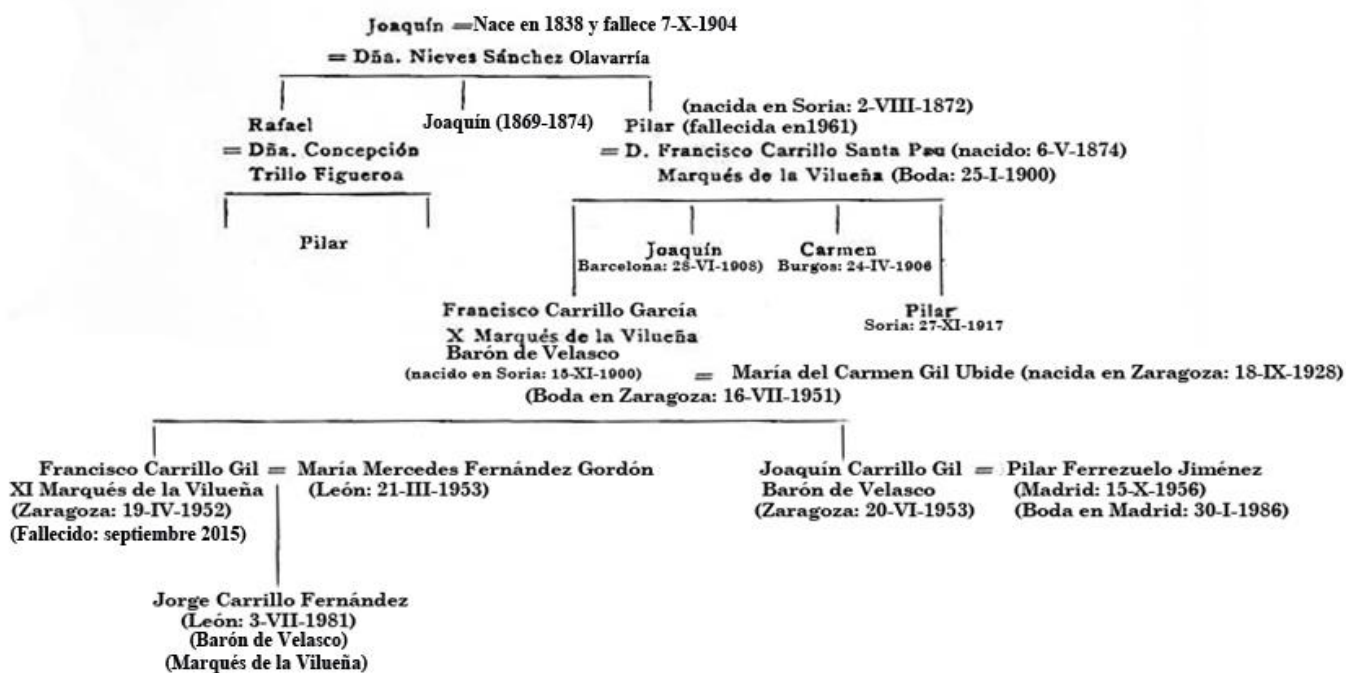 Joaquín = Nace en 1838 y fallece 7-X-1904
= Dña. Nieves Sánchez Olavarría
Rafael
= Dña. Concepción
Trillo Figueroa
Joaquín (1869-1874)
(nacida en Soria: 2-VIII-1872)
Pilar (fallecida en1961)
= D. Francisco Carrillo Santa Pau (nacido: 6-V-1874)
Marqués de la Vilueña (Boda: 25-I-1900)
Pilar
Joaquín
Barcelona: 28-VI-1908)
Carmen
Burgos: 24-IV-1906
Francisco Carrillo García
X Marqués de la Vilueña
Barón de Velasco
(nacido en Soria: 15-XI-1900) = María del Carmen Gil Ubide (nacida en Zaragoza: 18-IX-1928)
(Boda en Zaragoza: 16-VII-1951)
Pilar
Soria: 27-XI-1917
Francisco Carrillo Gil = María Mercedes Fernández Gordón
XI Marqués de la Vilueña (León: 21-III-1953)
(Zaragoza: 19-IV-1952)
(Fallecido: septiembre 2015)
Joaquín Carrillo Gil = Pilar Ferrezuelo Jiménez
Barón de Velasco (Madrid: 15-X-1956)
(Zaragoza: 20-VI-1953) (Boda en Madrid: 30-I-1986)
Jorge Carrillo Fernández
(León: 3-VII-1981)
(Barón de Velasco)
(Marqués de la Vilueña)